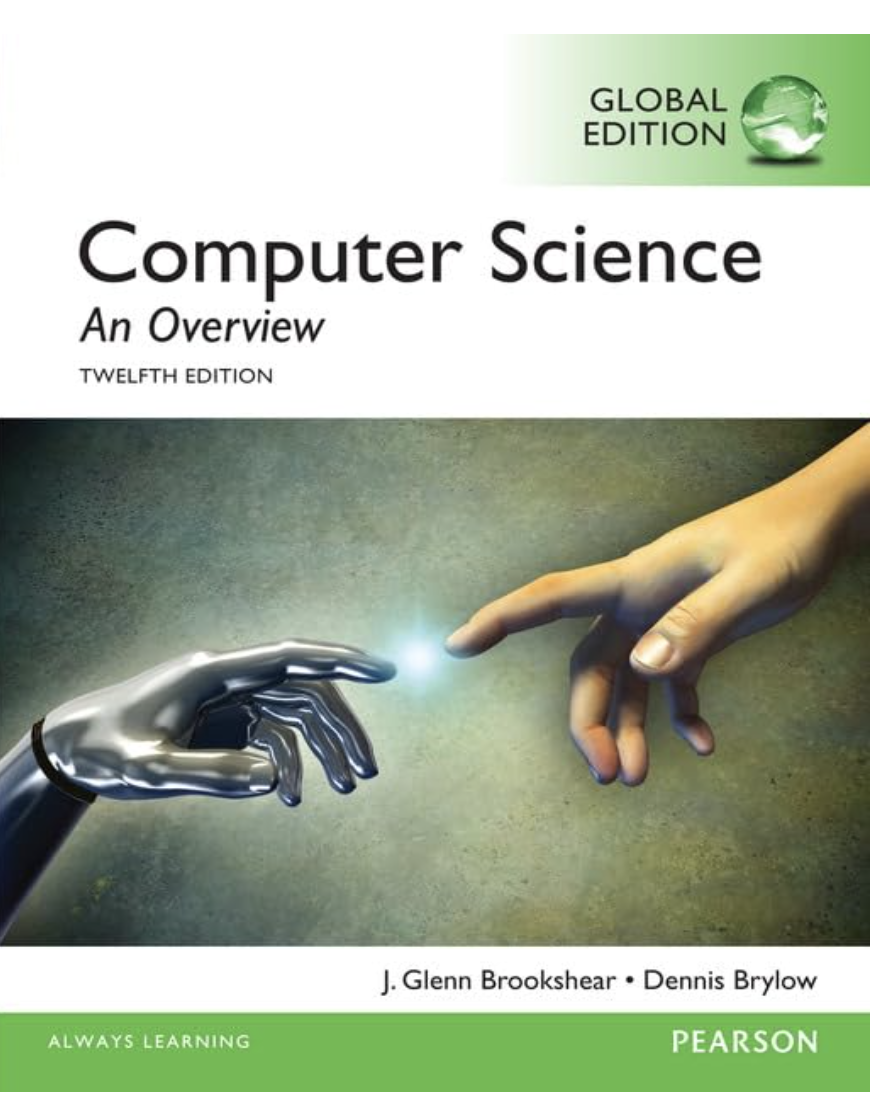 GLOBAL
EDITION
Computer Science
An Overview
TWELFTH EDITION
J. Glenn Brookshear • Dennis Brylow
ALWAYS LEARNING
PEARSON